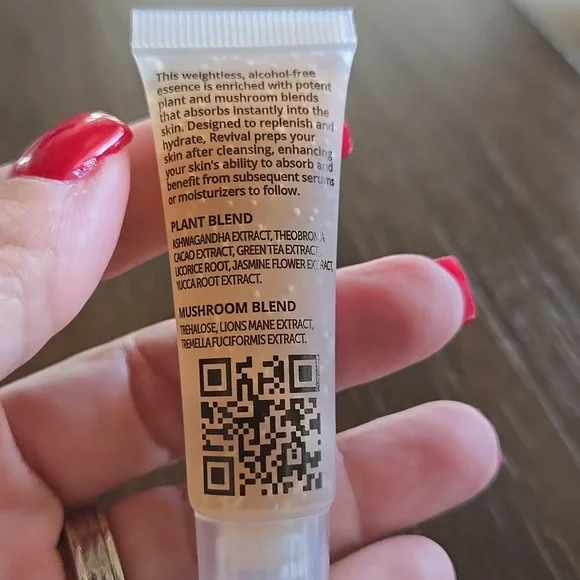 This weightless, alcohol-free
essence is enriched with potent
plant and mushroom blends
that absorbs instantly into the
skin. Designed to replenish and
hydrate, Revival preps your
skin after cleansing, enhancing
your skin's ability to absorb and
benefit from subsequent serums
or moisturizers to follow.
PLANT BLEND
ASHWAGANDHA EXTRACT, THEOBROMA
CACAO EXTRACT, GREEN TEA EXTRACT,
LICORICE ROOT, JASMINE FLOWER EXTRACT,
YUCCA ROOT EXTRACT.
MUSHROOM BLEND
TREHALOSE, LIONS MANE EXTRACT,
TREMELLA FUCIFORMIS EXTRACT.